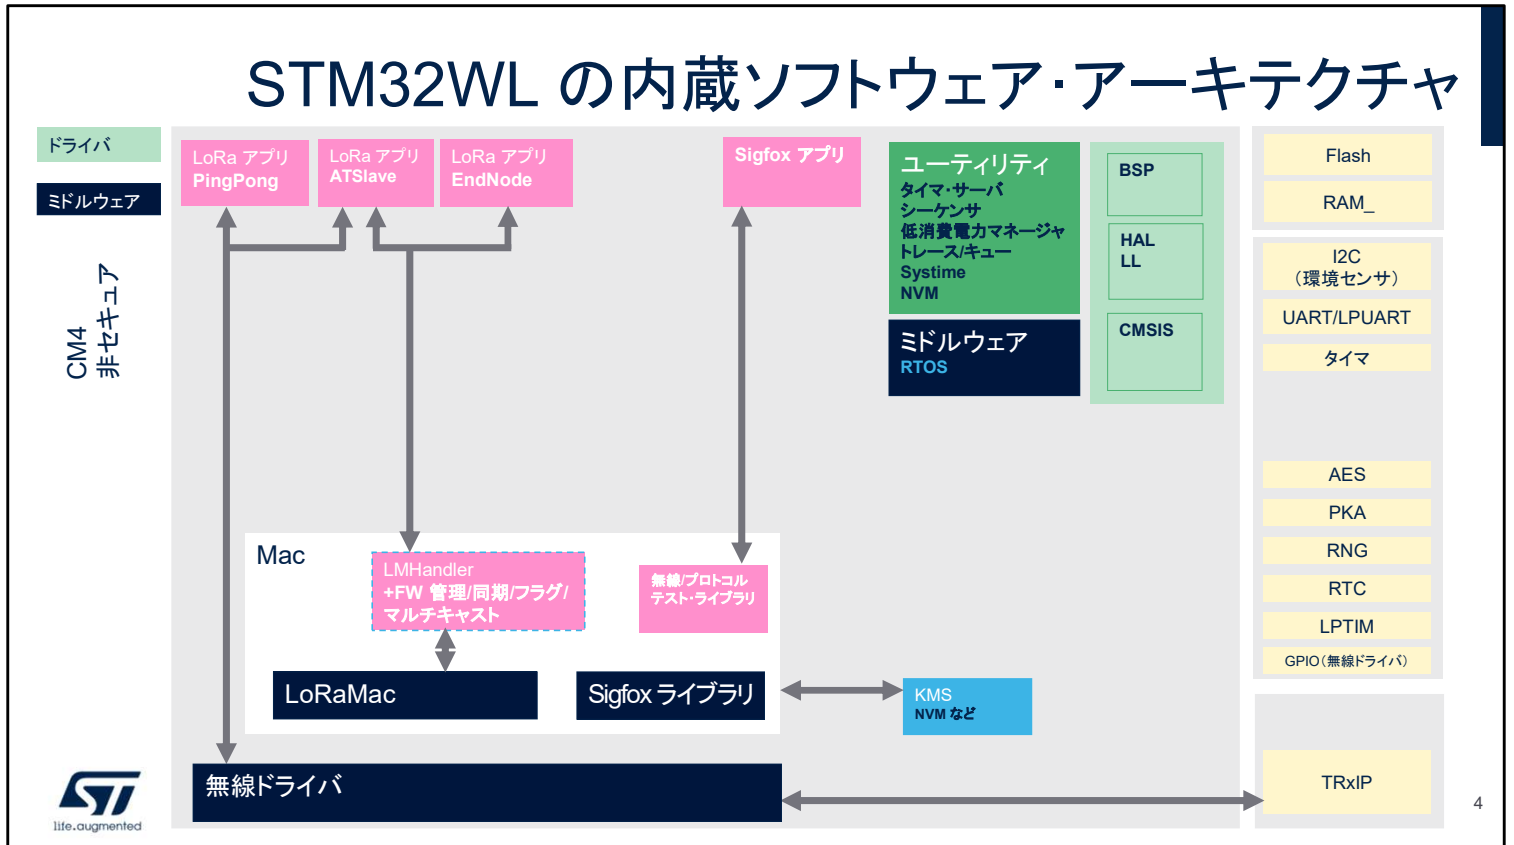 STM32WL の内蔵ソフトウェア・アーキテクチャ
ドライバ
ミドルウェア
CM4
非セキュア
LoRa アプリ
PingPong
LoRa アプリ
ATSlave
LoRa アプリ
EndNode
Sigfox アプリ
ユーティリティ
タイマ・サーバ
シーケンサ
低消費電力マネージャ
トレース/キュー
Systime
NVM
ミドルウェア
RTOS
BSP
HAL
LL
CMSIS
Flash
RAM_
I2C
（環境センサ）
UART/LPUART
タイマ
AES
PKA
RNG
RTC
LPTIM
GPIO（無線ドライバ）
TRxIP
Mac
LMHandler
+FW 管理/同期/フラグ/
マルチキャスト
無線/プロトコル
テスト・ライブラリ
LoRaMac
Sigfox ライブラリ
KMS
NVM など
無線ドライバ
ST
life.augmented
4